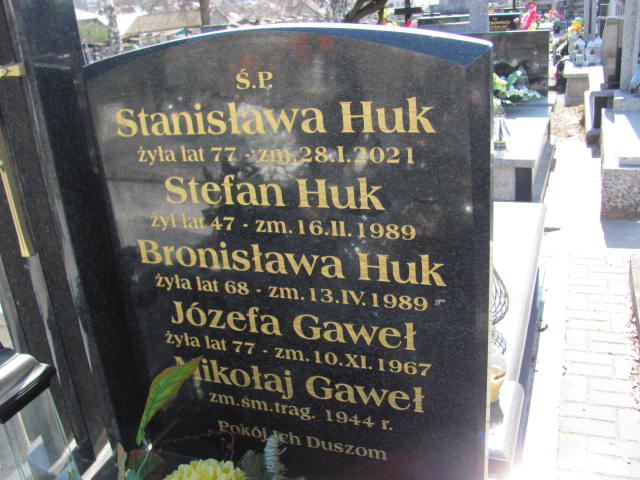 Ś.P.
Stanisława Huk
żyła lat 77 - zm. 28.I.2021
Stefan Huk
żył lat 47 - zm. 16.II. 1989
Bronisława Huk
żyła lat 68 - zm. 13.IV. 1989
Józefa Gaweł
żyła lat 77 - zm. 10.XI. 1967
Mikołaj Gaweł
zm. śm. trag. 1944 r.
Pokój Ich Duszom